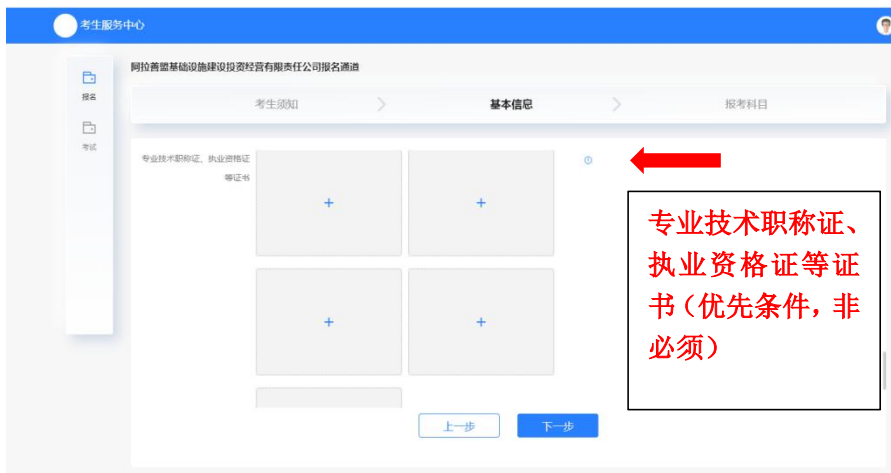 考生服务中心
阿拉善盟基础设施建设投资经营有限责任公司报名通道
报名
考试
考生须知
基本信息
报考科目
专业技术职称证、执业资格证
等证书
专业技术职称证、
执业资格证等证
书（优先条件，非
必须）
上一步
下一步